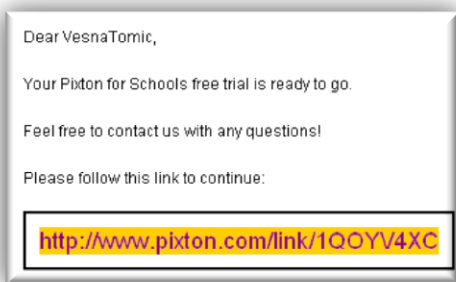 Dear VesnaTomic,
Your Pixton for Schools free trial is ready to go.
Feel free to contact us with any questions!
Please follow this link to continue:
http://www.pixton.com/link/1QOYV4XC